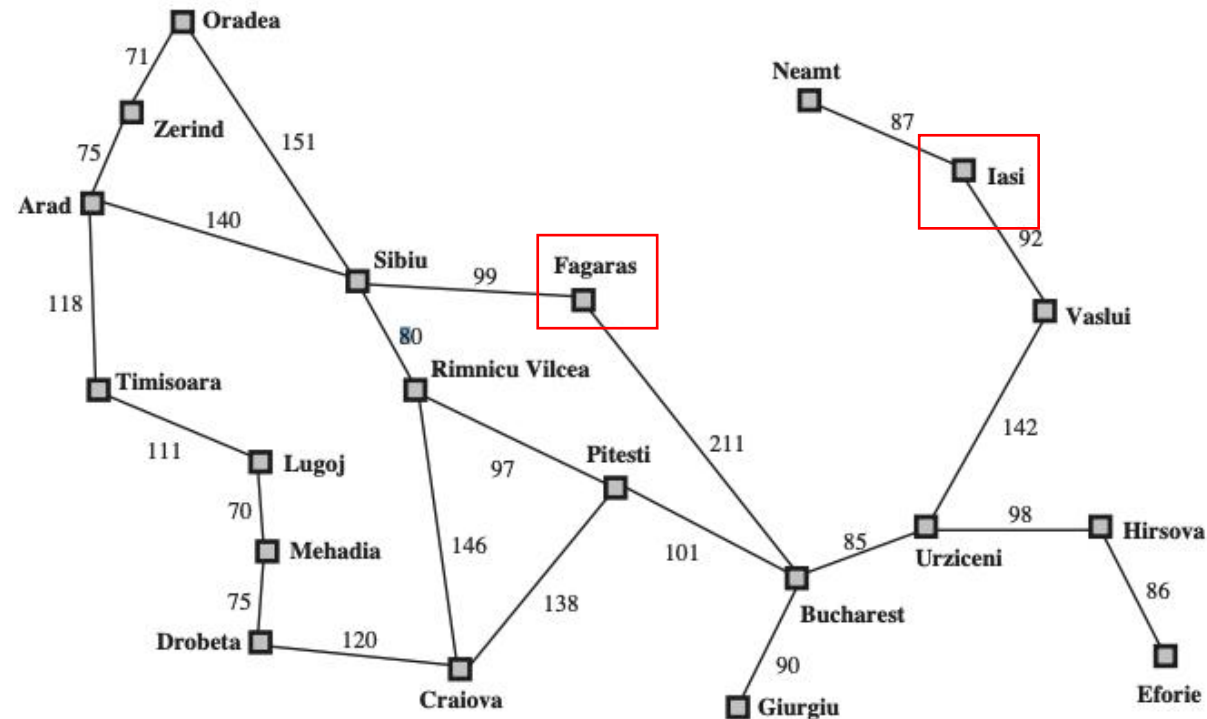 Oradea
71
Neamt
Zerind
87
151
75
Iasi
Arad
140
92
Sibiu
Fagaras
99
118
Vaslui
80
Rimnicu Vilcea
Timisoara
142
111
211
Pitesti
Lugoj
97
70
98
Hirsova
146
85
Mehadia
101
Urziceni
86
75
138
Bucharest
Drobeta
120
90
Craiova
Giurgiu
Eforie